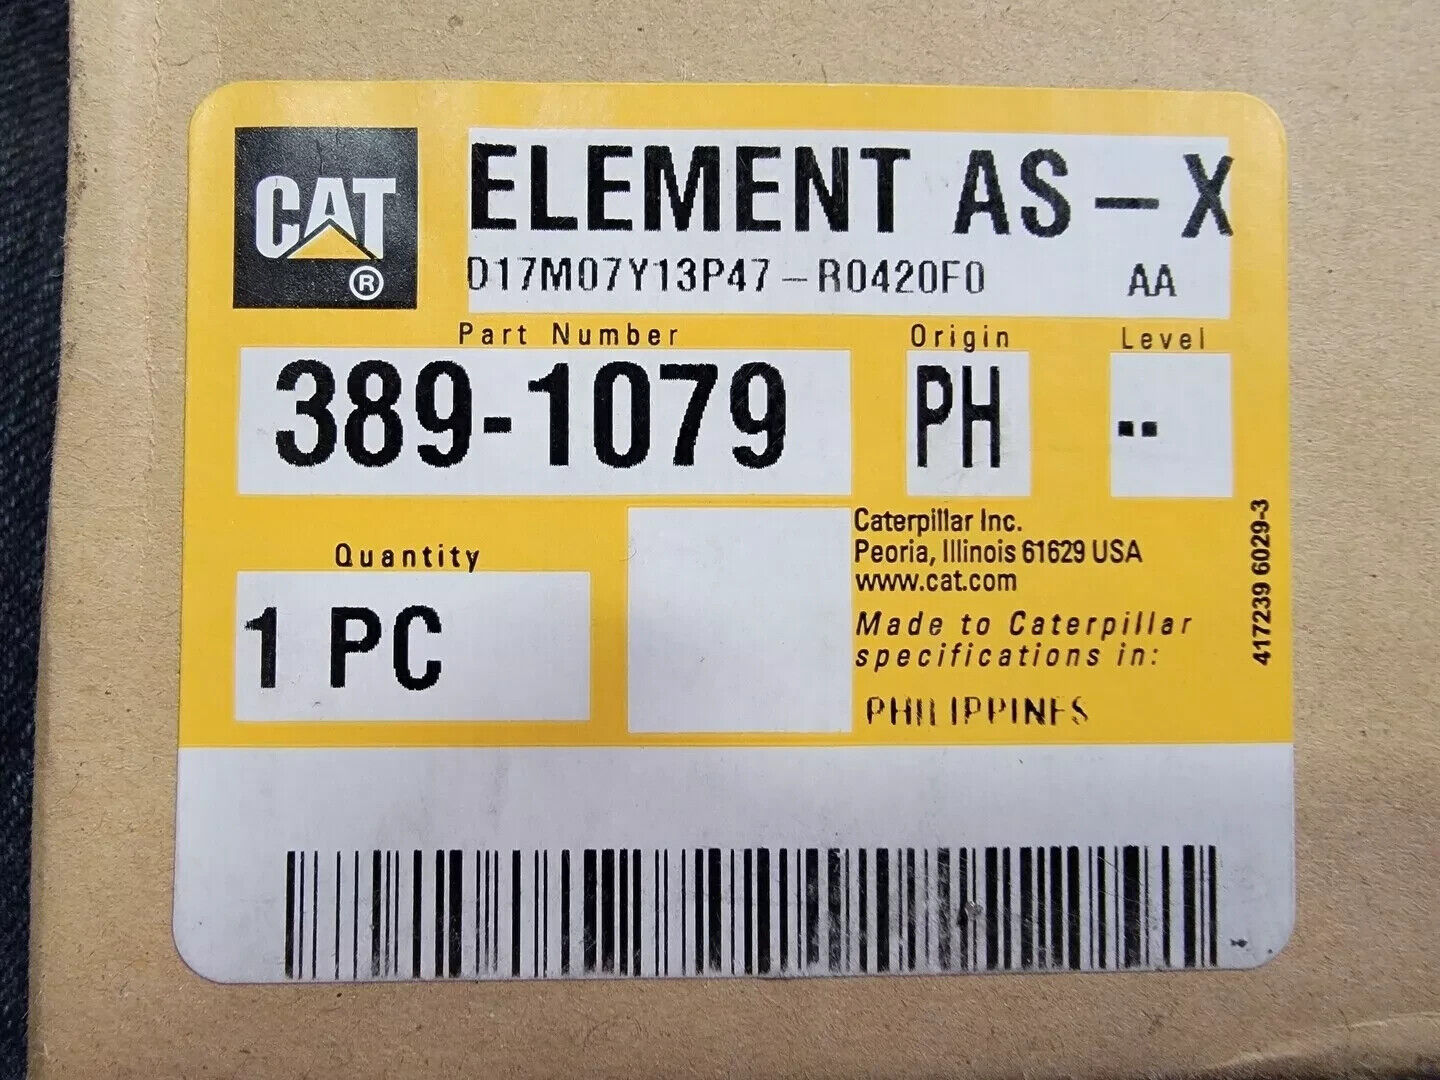 CAT ®
ELEMENT AS - X
D17M07Y13P47 - R0420F0 AA
Part Number Origin Level
389-1079 PH --
Quantity
1 PC
Caterpillar Inc.
Peoria, Illinois 61629 USA
www.cat.com
Made to Caterpillar
specifications in:
PHILIPPINES
417239 6029-3